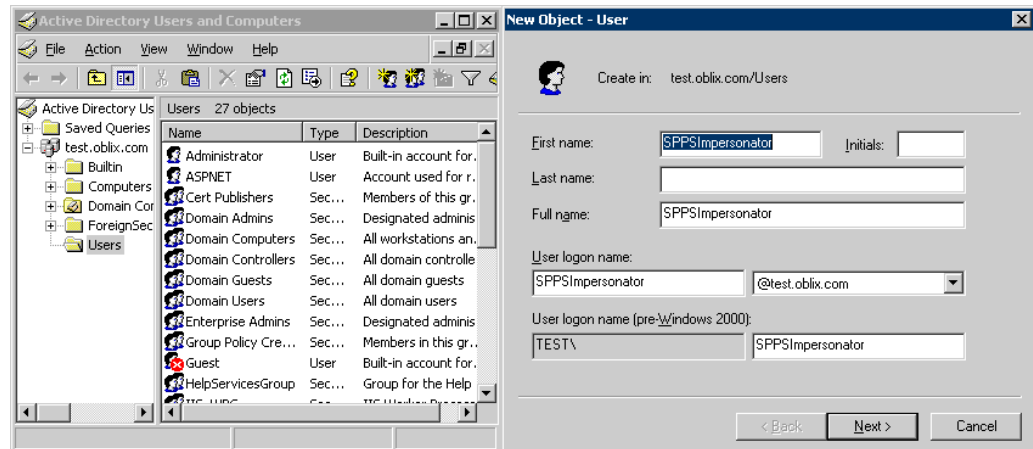 Active Directory Users and Computers
File Action View Window Help
Active Directory Us
Saved Queries
test.oblix.com
Builtin
Computers
Domain Cor
ForeignSec
Users
Users 27 objects
Name Type Description
Administrator User Built-in account for.
ASPNET User Account used for r.
Cert Publishers Sec... Members of this gr.
Domain Admins Sec... Designated adminis
Domain Computers Sec... All workstations an.
Domain Controllers Sec... All domain controlle
Domain Guests Sec... All domain guests
Domain Users Sec... All domain users
Enterprise Admins Sec... Designated adminis
Group Policy Cre... Sec... Members in this gr..
Guest User Built-in account for.
HelpServicesGroup Sec... Group for the Help
New Object - User
Create in: test.oblix.com/Users
First name: SPPSImpersonator Initials:
Last name:
Full name: SPPSImpersonator
User logon name:
SPPSImpersonator @test.oblix.com
User logon name (pre-Windows 2000):
TEST\ SPPSImpersonator
< Back Next > Cancel